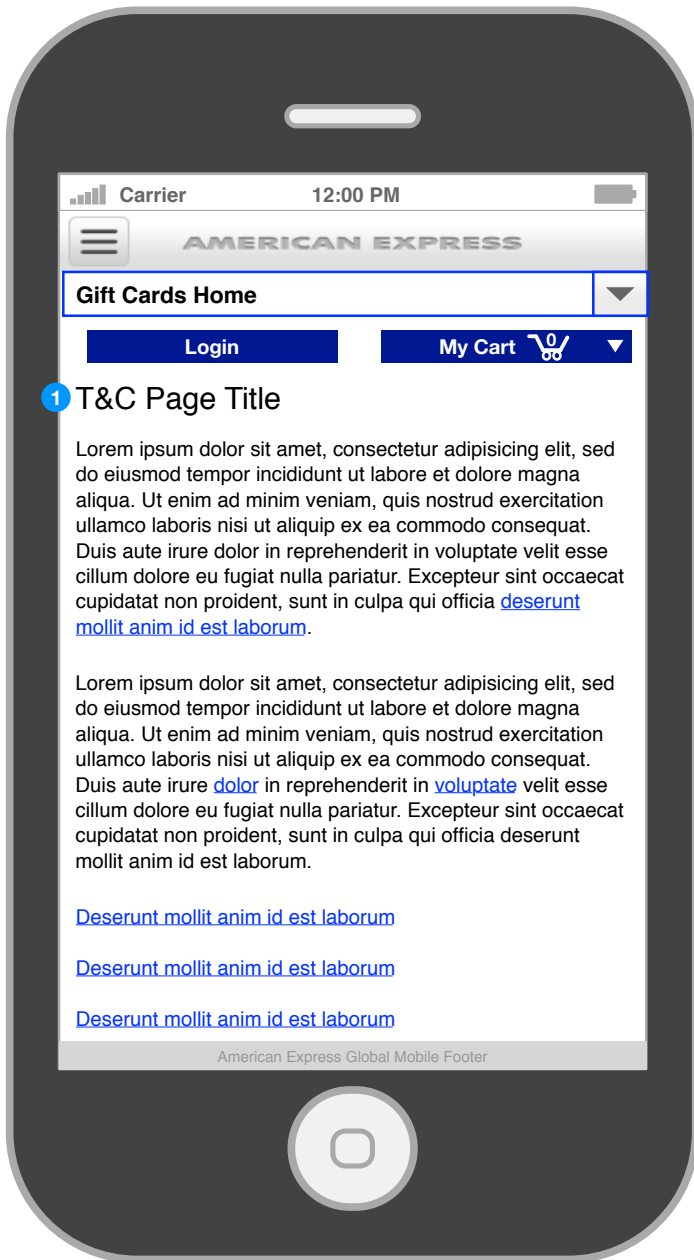 Carrier 12:00 PM
AMERICAN EXPRESS
Gift Cards Home
Login My Cart 0
1 T&C Page Title
Lorem ipsum dolor sit amet, consectetur adipisicing elit, sed
do eiusmod tempor incididunt ut labore et dolore magna
aliqua. Ut enim ad minim veniam, quis nostrud exercitation
ullamco laboris nisi ut aliquip ex ea commodo consequat.
Duis aute irure dolor in reprehenderit in voluptate velit esse
cillum dolore eu fugiat nulla pariatur. Excepteur sint occaecat
cupidatat non proident, sunt in culpa qui officia deserunt
mollit anim id est laborum.
Lorem ipsum dolor sit amet, consectetur adipisicing elit, sed
do eiusmod tempor incididunt ut labore et dolore magna
aliqua. Ut enim ad minim veniam, quis nostrud exercitation
ullamco laboris nisi ut aliquip ex ea commodo consequat.
Duis aute irure dolor in reprehenderit in voluptate velit esse
cillum dolore eu fugiat nulla pariatur. Excepteur sint occaecat
cupidatat non proident, sunt in culpa qui officia deserunt
mollit anim id est laborum.
Deserunt mollit anim id est laborum
Deserunt mollit anim id est laborum
Deserunt mollit anim id est laborum
American Express Global Mobile Footer